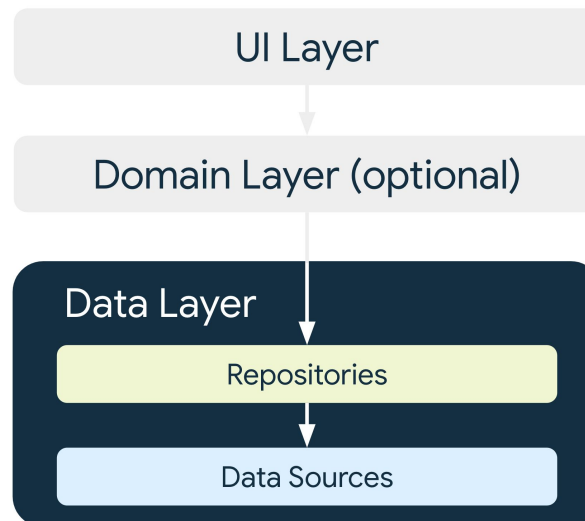 UI Layer
Domain Layer (optional)
Data Layer
Repositories
Data Sources